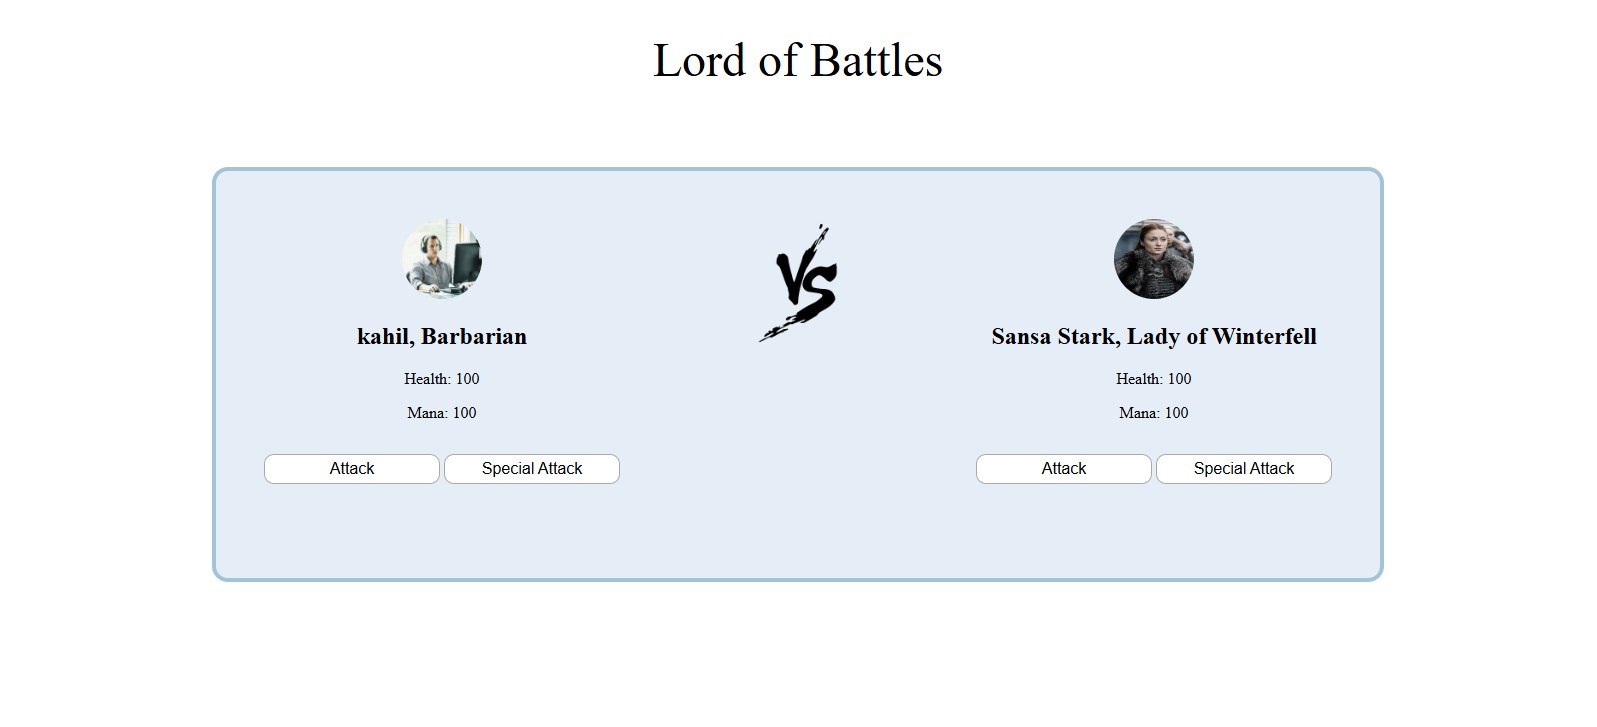 Lord of Battles
VS
kahil, Barbarian
Health: 100
Mana: 100
Attack
Special Attack
Sansa Stark, Lady of Winterfell
Health: 100
Mana: 100
Attack
Special Attack